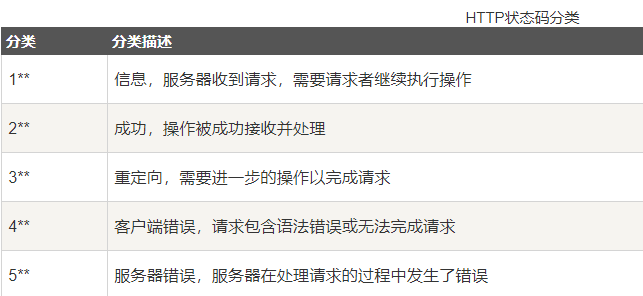 HTTP状态码分类
分类 分类描述
1** 信息，服务器收到请求，需要请求者继续执行操作
2** 成功，操作被成功接收并处理
3** 重定向，需要进一步的操作以完成请求
4** 客户端错误，请求包含语法错误或无法完成请求
5** 服务器错误，服务器在处理请求的过程中发生了错误